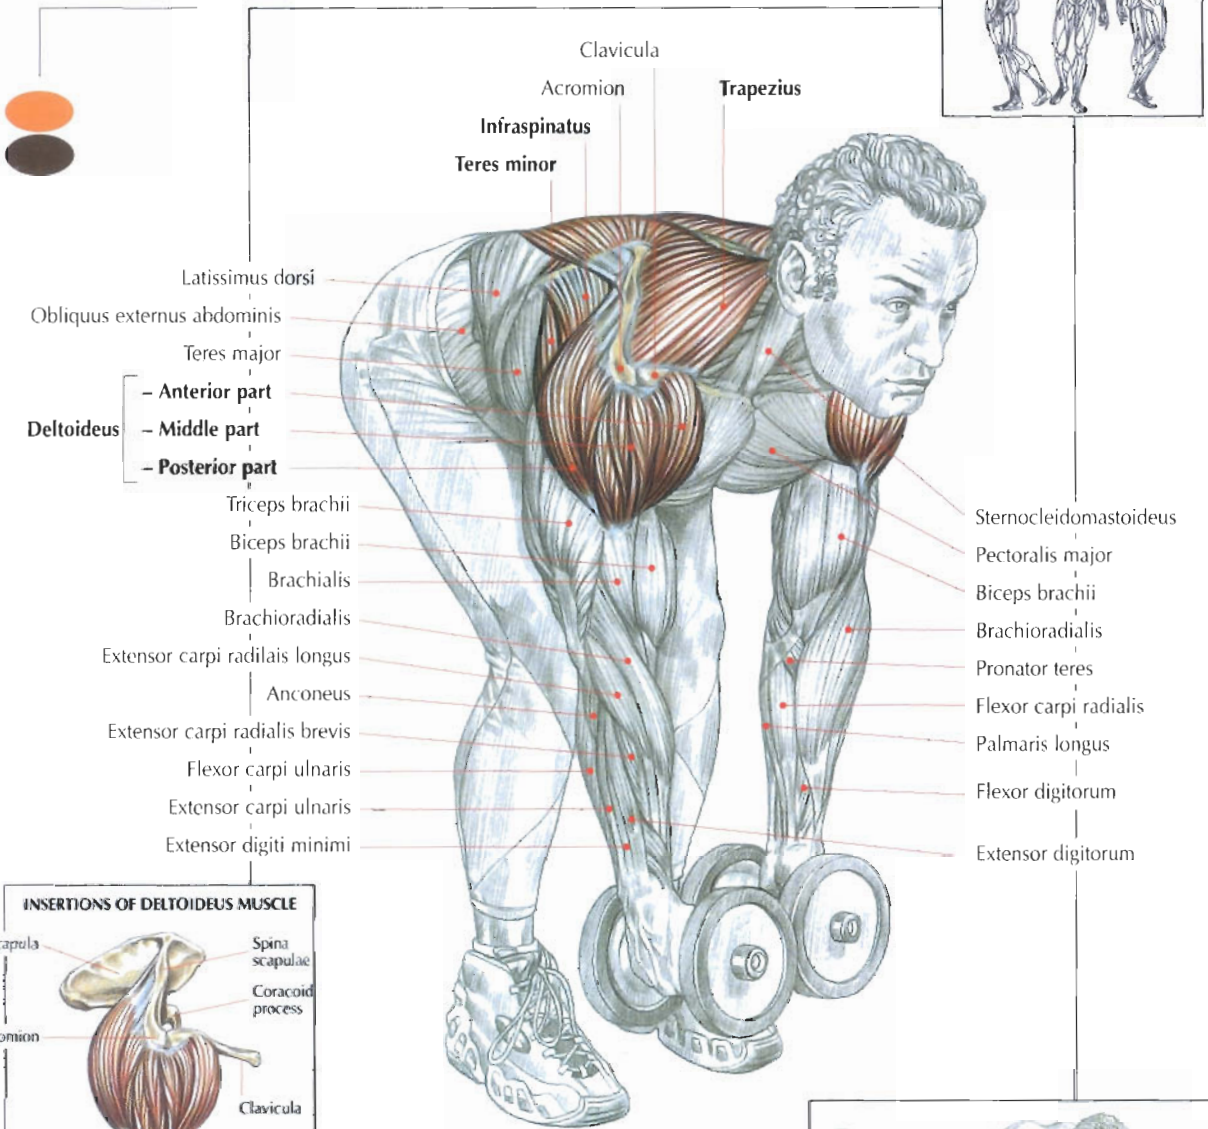 Clavicula
Acromion
Trapezius
Infraspinatus
Teres minor
Latissimus dorsi
Obliquus externus abdominis
Teres major
Deltoideus
– Anterior part
– Middle part
– Posterior part
Triceps brachii
Biceps brachii
Brachialis
Brachioradialis
Extensor carpi radilais longus
Anconeus
Extensor carpi radialis brevis
Flexor carpi ulnaris
Extensor carpi ulnaris
Extensor digiti minimi
Sternocleidomastoideus
Pectoralis major
Biceps brachii
Brachioradialis
Pronator teres
Flexor carpi radialis
Palmaris longus
Flexor digitorum
Extensor digitorum
INSERTIONS OF DELTOIDEUS MUSCLE
apula
Spina
scapulae
Coracoid
process
omion
Clavicula